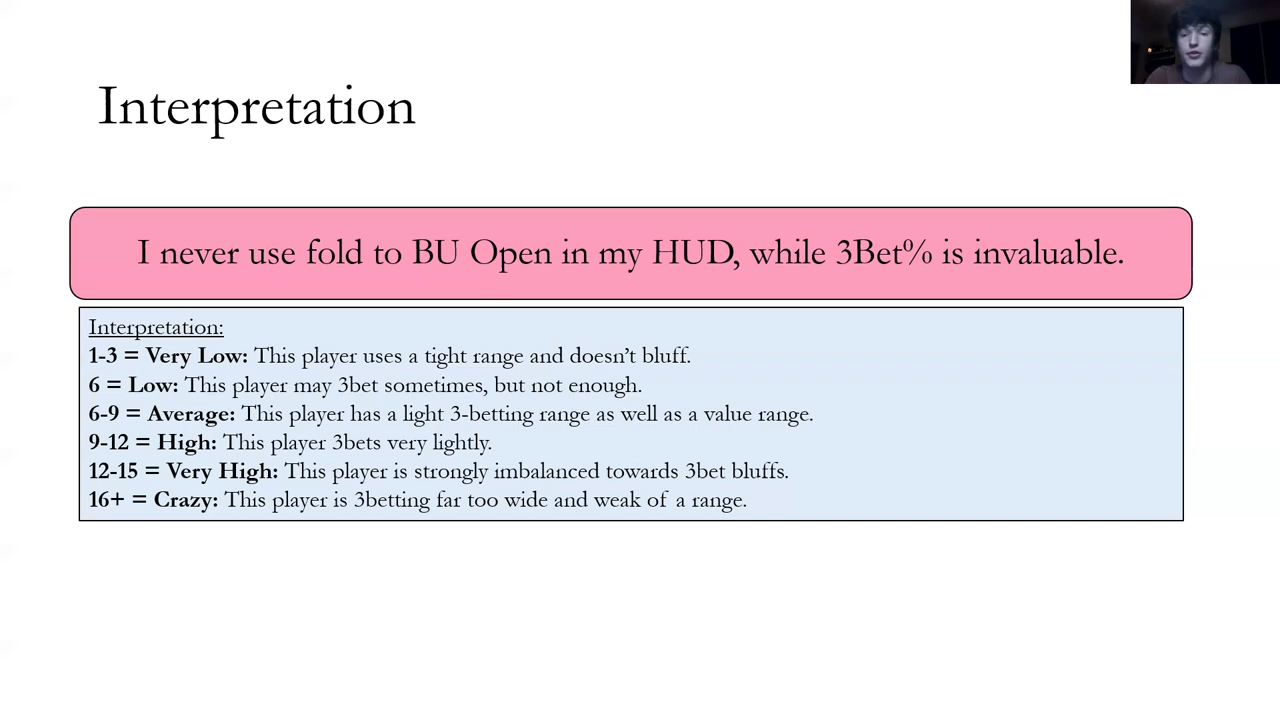 Interpretation
I never use fold to BU Open in my HUD, while 3Bet% is invaluable.
Interpretation:
1-3 = Very Low: This player uses a tight range and doesn’t bluff.
6 = Low: This player may 3bet sometimes, but not enough.
6-9 = Average: This player has a light 3-betting range as well as a value range.
9-12 = High: This player 3bets very lightly.
12-15 = Very High: This player is strongly imbalanced towards 3bet bluffs.
16+ = Crazy: This player is 3betting far too wide and weak of a range.